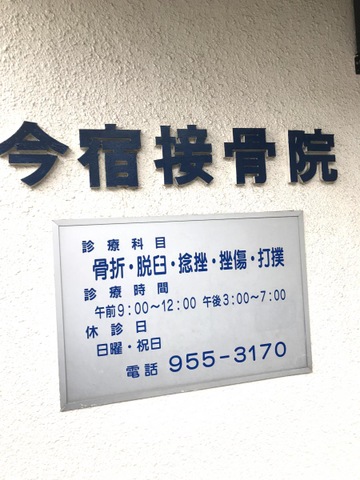 今宿接骨院
診療科目
骨折・脱臼・捻挫・挫傷・打撲
診療時間
午前9:00〜12:00 午後3:00〜7:00
休診日
日曜・祝日
電話 955-3170